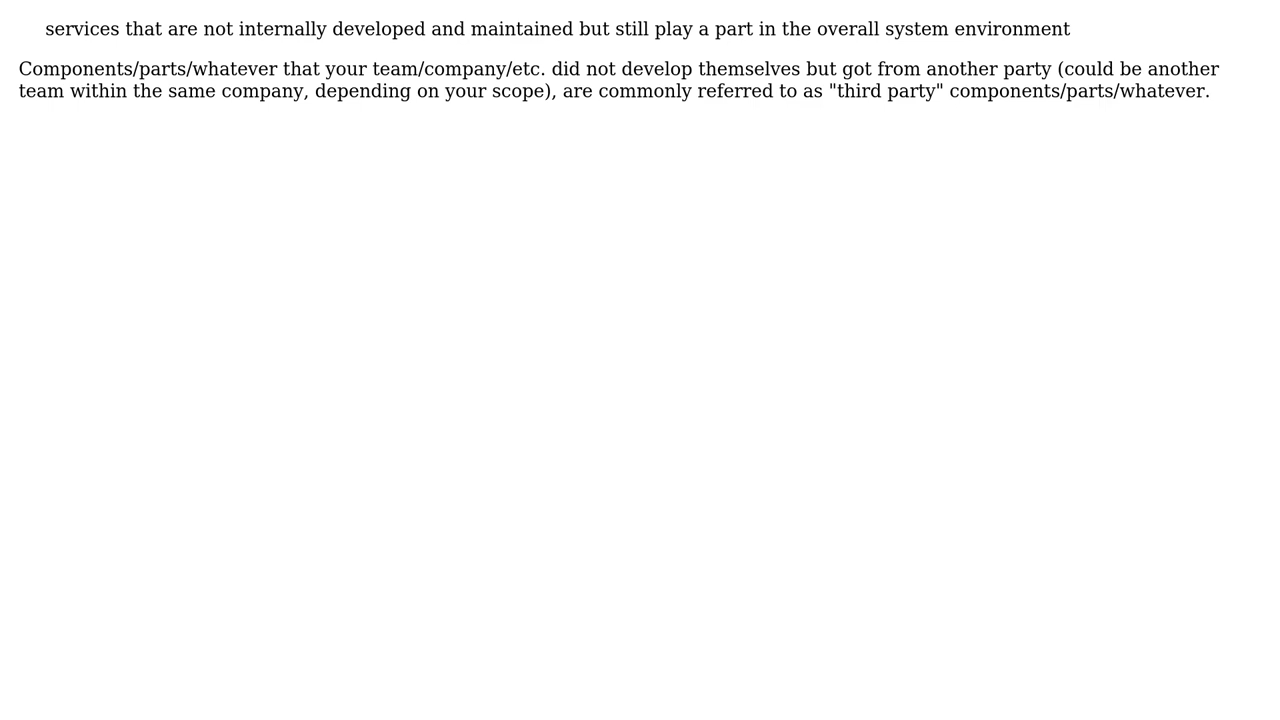 services that are not internally developed and maintained but still play a part in the overall system environment
Components/parts/whatever that your team/company/etc. did not develop themselves but got from another party (could be another
team within the same company, depending on your scope), are commonly referred to as "third party" components/parts/whatever.